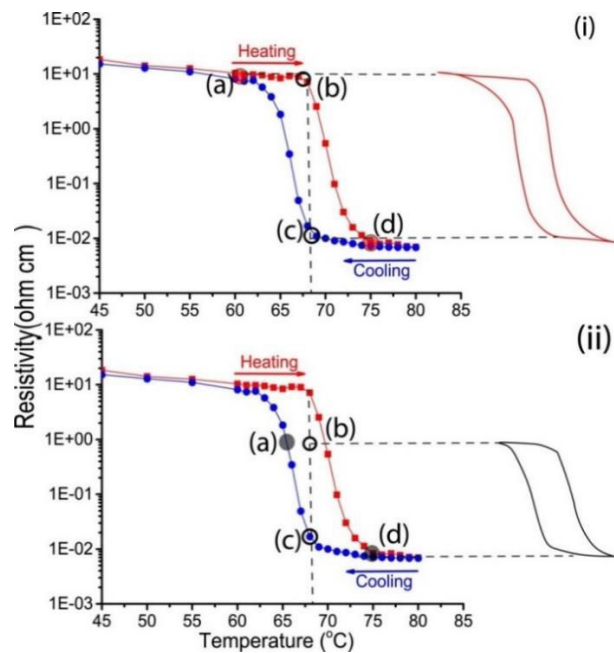 (i)
1E+02
1E+01
1E+00
1E-01
1E-02
1E-03
Heating
(a)
(b)
(c)
(d)
Cooling
45 50 55 60 65 70 75 80 85
Resistivity(ohm cm)
(ii)
1E+02
1E+01
1E+00
1E-01
1E-02
1E-03
Heating
(a)
(b)
(c)
(d)
Cooling
45 50 55 60 65 70 75 80 85
Temperature (°C)